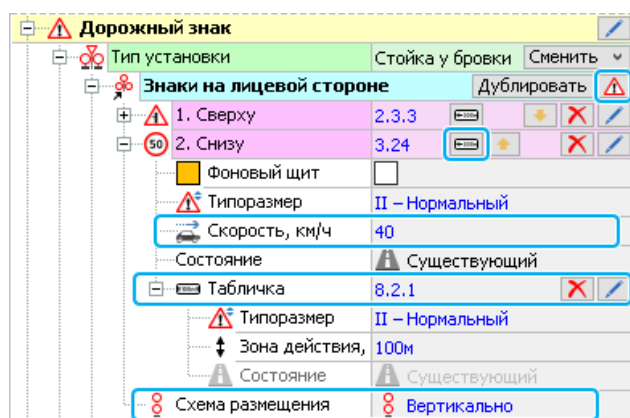 Дорожный знак
Тип установки Стойка у бровки Сменить
Знаки на лицевой стороне Дублировать
1. Сверху 2.3.3
50 2. Снизу 3.24
Фоновый щит
Типоразмер II – Нормальный
Скорость, км/ч 40
Состояние Существующий
Табличка 8.2.1
Типоразмер II – Нормальный
Зона действия, 100м
Состояние Существующий
Схема размещения Вертикально